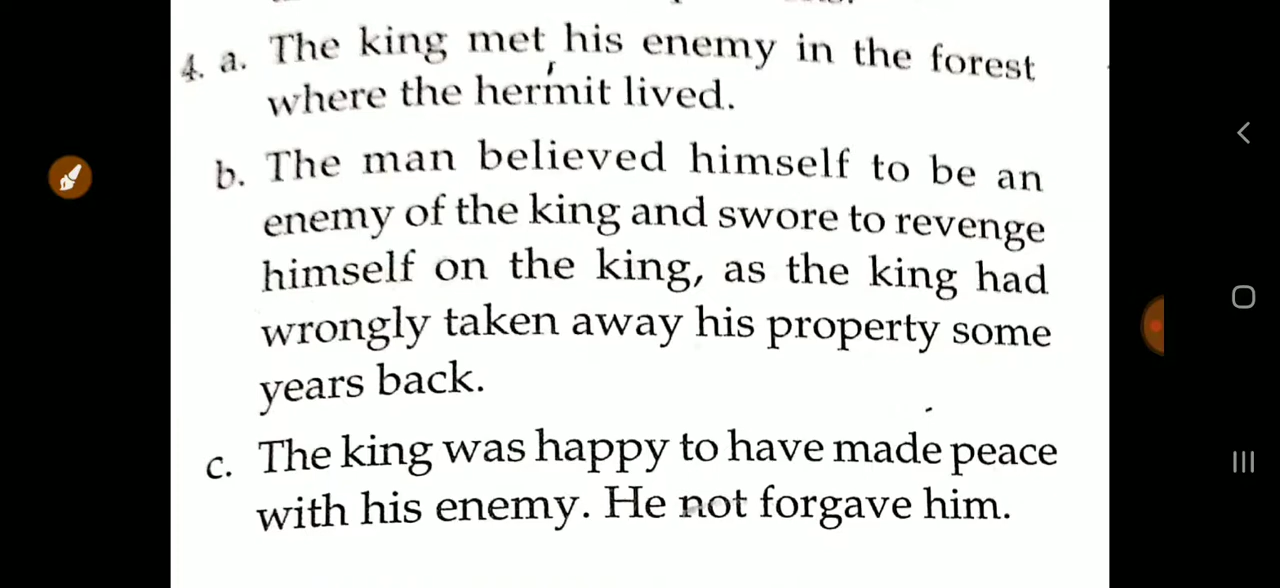 4. a. The king met his enemy in the forest
where the hermit lived.
b. The man believed himself to be an
enemy of the king and swore to revenge
himself on the king, as the king had
wrongly taken away his property some
years back.
c. The king was happy to have made peace
with his enemy. He not forgave him.